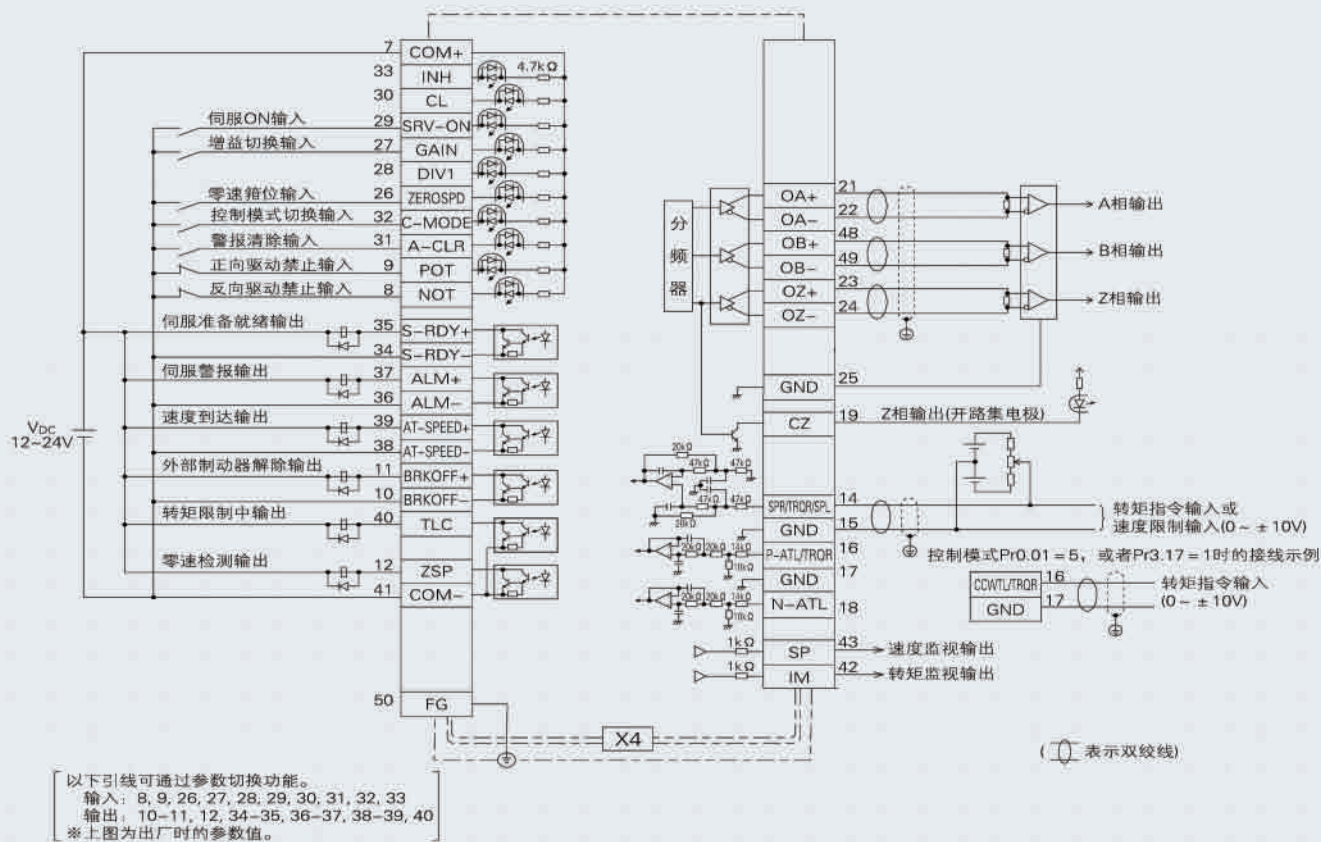 7 COM+
33 INH 4.7kΩ
30 CL
伺服ON输入 29 SRV-ON
增益切换输入 27 GAIN
28 DIV1
零速箝位输入 26 ZEROSPD
控制模式切换输入 32 C-MODE
警报清除输入 31 A-CLR
正向驱动禁止输入 9 POT
反向驱动禁止输入 8 NOT
伺服准备就绪输出 35 S-RDY+
34 S-RDY-
伺服警报输出 37 ALM+
36 ALM-
VDC
12~24V
速度到达输出 39 AT-SPEED+
38 AT-SPEED-
外部制动器解除输出 11 BRKOFF+
10 BRKOFF-
转矩限制中输出 40 TLC
零速检测输出 12 ZSP
41 COM-
50 FG
X4
分频器
OA+ 21 A相输出
OA- 22
OB+ 48 B相输出
OB- 49
OZ+ 23 Z相输出
OZ- 24
GND 25
CZ 19 Z相输出(开路集电极)
20kΩ
47kΩ 47kΩ
47kΩ 47kΩ
SPR/TRQR/SPL 14 转矩指令输入或
GND 15 速度限制输入(0~±10V)
20kΩ 20kΩ 14kΩ P-ATL/TRQR 16
18kΩ
GND 17
20kΩ 20kΩ 14kΩ N-ATL 18
18kΩ
控制模式Pr0.01=5，或者Pr3.17=1时的接线示例
CCWTL/TRQR 16 转矩指令输入
GND 17 (0~±10V)
1kΩ SP 43 速度监视输出
1kΩ IM 42 转矩监视输出
( 表示双绞线)
以下引线可通过参数切换功能。
输入：8, 9, 26, 27, 28, 29, 30, 31, 32, 33
输出：10-11, 12, 34-35, 36-37, 38-39, 40
※上图为出厂时的参数值。